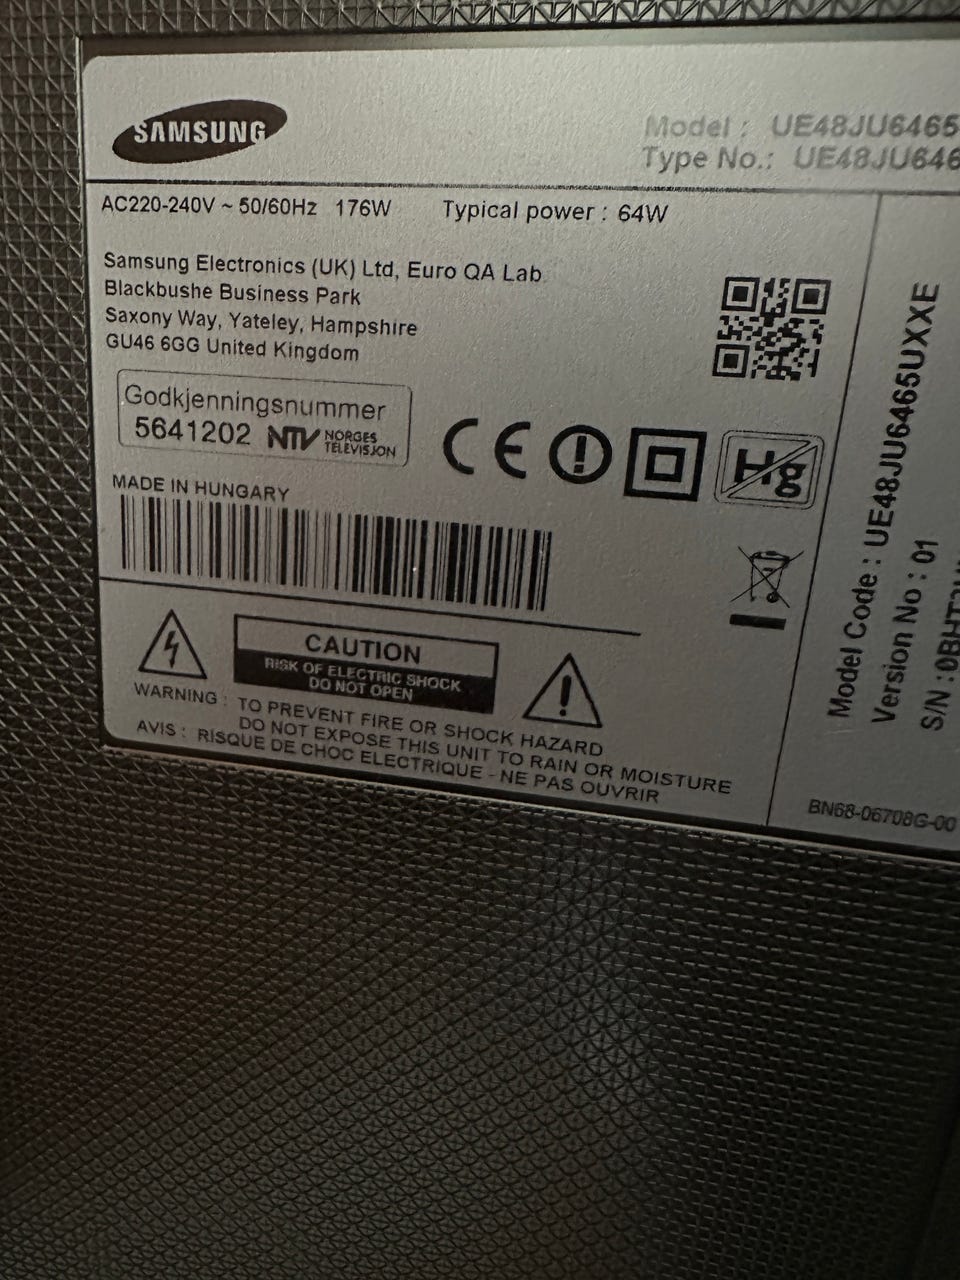 SAMSUNG
Model : UE48JU6465
Type No.: UE48JU646
AC220-240V ~ 50/60Hz 176W Typical power : 64W
Samsung Electronics (UK) Ltd, Euro QA Lab
Blackbushe Business Park
Saxony Way, Yateley, Hampshire
GU46 6GG United Kingdom
Godkjenningsnummer
5641202 NTV NORGES
TELEVISJON
CE
Hg
MADE IN HUNGARY
CAUTION
RISK OF ELECTRIC SHOCK
DO NOT OPEN
WARNING : TO PREVENT FIRE OR SHOCK HAZARD
DO NOT EXPOSE THIS UNIT TO RAIN OR MOISTURE
AVIS : RISQUE DE CHOC ELECTRIQUE - NE PAS OUVRIR
Model Code : UE48JU6465UXXE
Version No : 01
S/N :
BN68-06708G-00